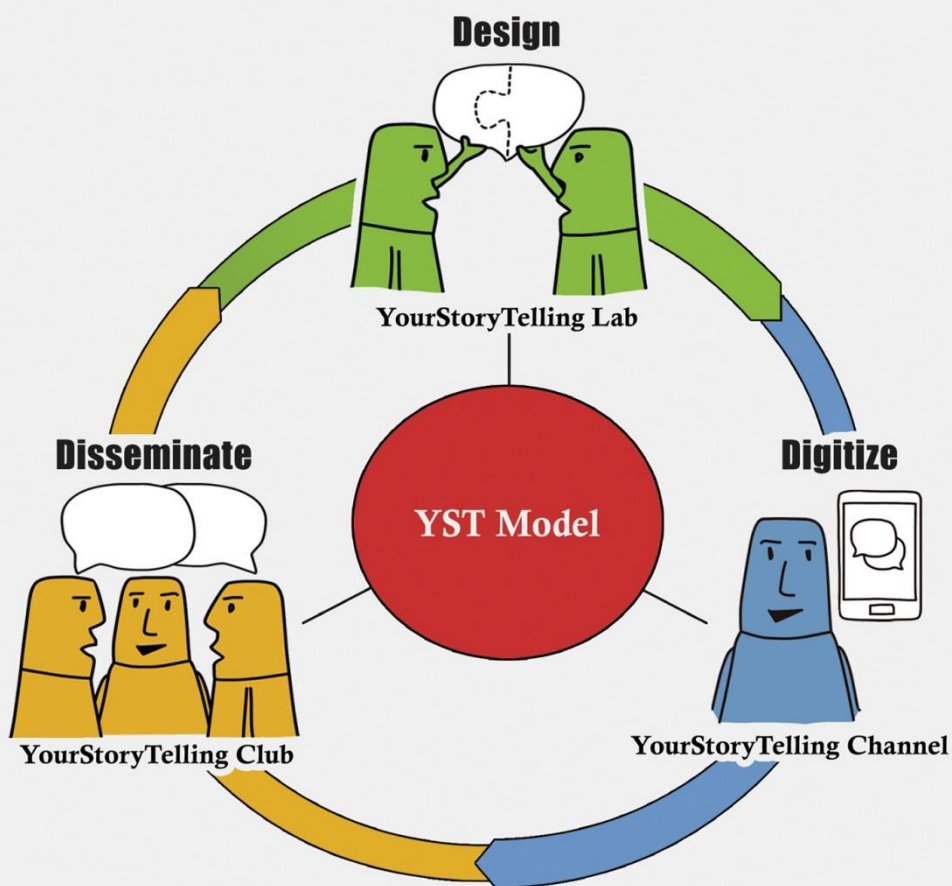 Design
YourStoryTelling Lab
Disseminate
Digitize
YST Model
YourStoryTelling Club
YourStoryTelling Channel